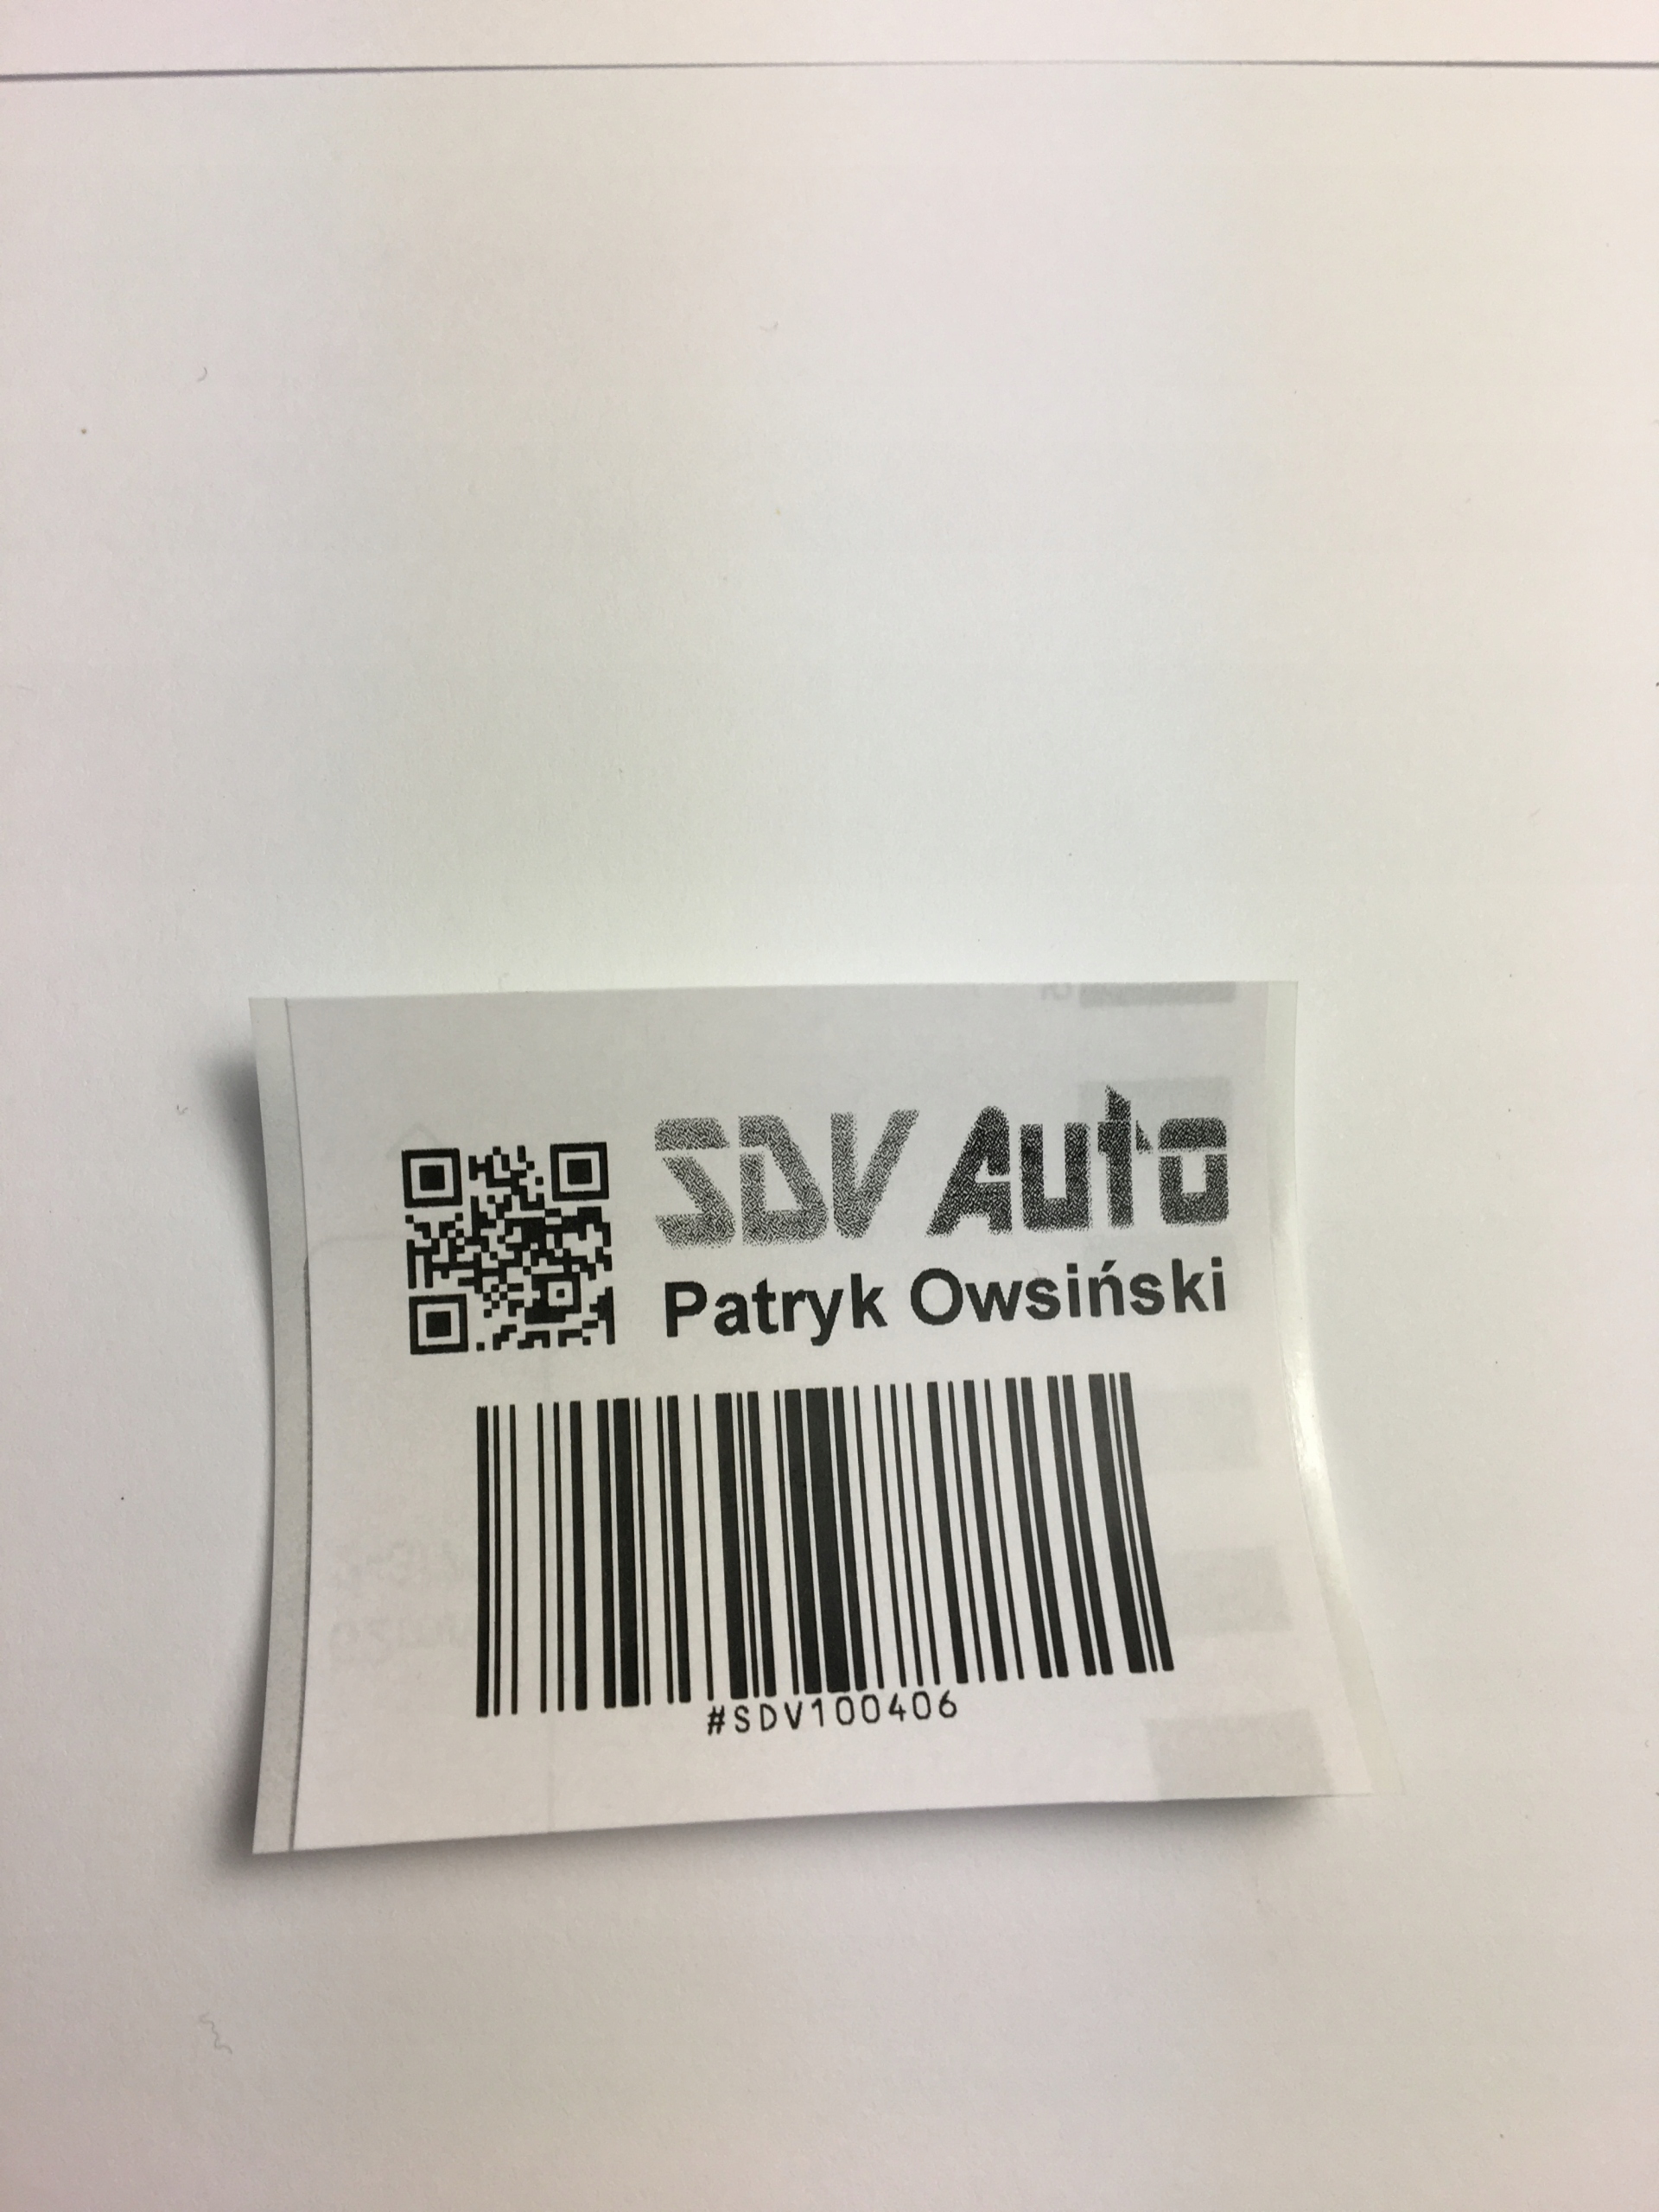 SDV Auto
Patryk Owsiński
#SDV100406